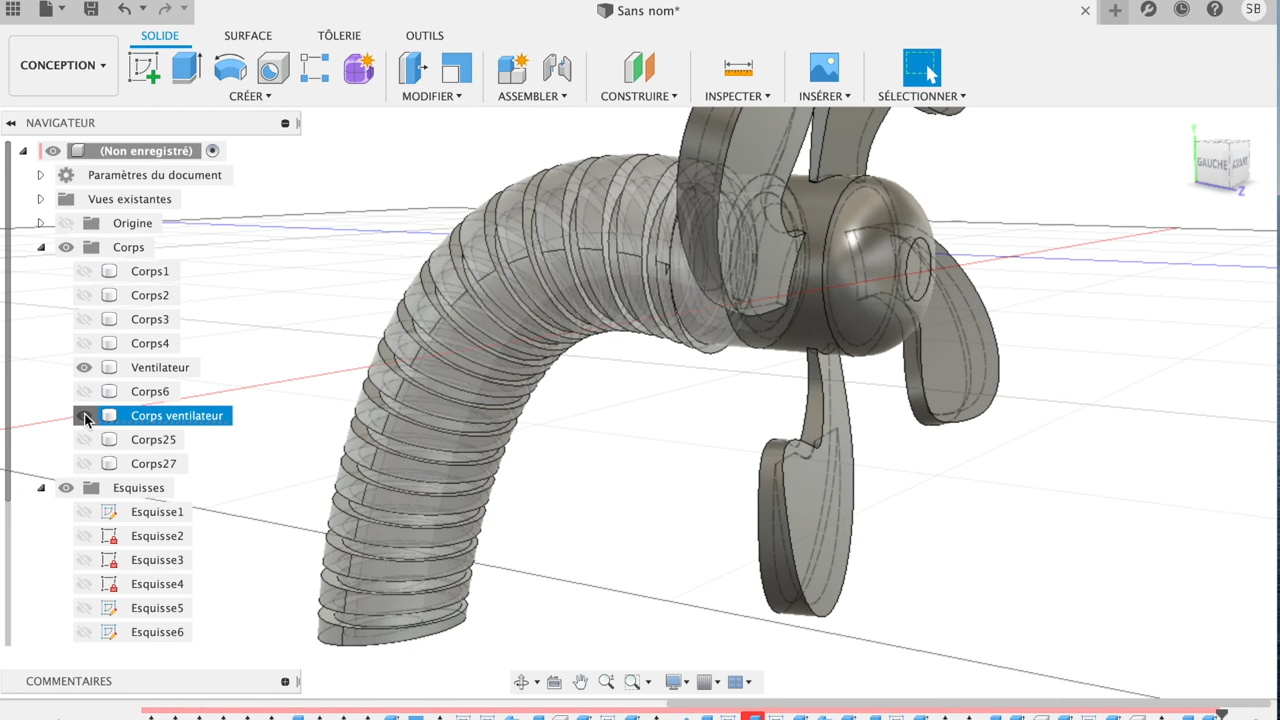 Sans nom*
SB
CONCEPTION
SOLIDE
SURFACE
TÔLERIE
OUTILS
CRÉER
MODIFIER
ASSEMBLER
CONSTRUIRE
INSPECTER
INSÉRER
SÉLECTIONNER
NAVIGATEUR
(Non enregistré)
Paramètres du document
Vues existantes
Origine
Corps
Corps1
Corps2
Corps3
Corps4
Ventilateur
Corps6
Corps ventilateur
Corps25
Corps27
Esquisses
Esquisse1
Esquisse2
Esquisse3
Esquisse4
Esquisse5
Esquisse6
COMMENTAIRES
Y
GAUCHE
AVANT
Z